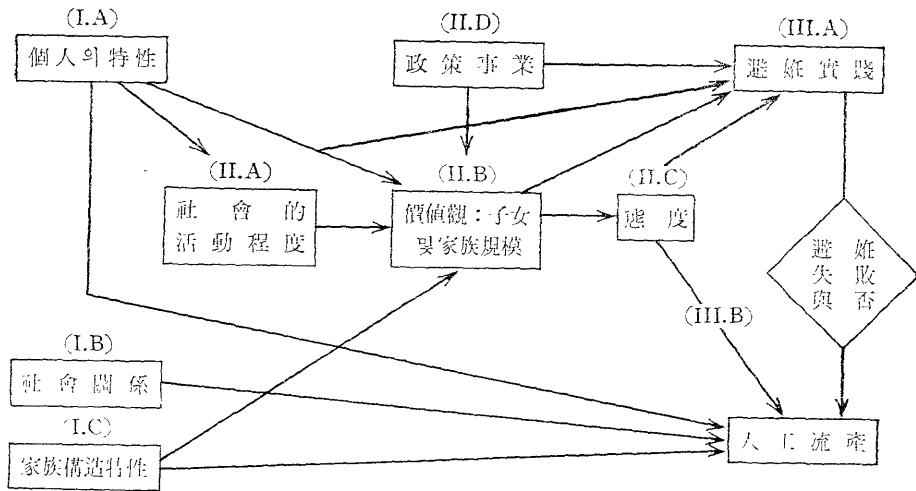 (I.A)
個人의特性
(II.D)
政策事業
(III.A)
避姙實踐
(II.A)
社會的
活動程度
(II.B)
價値觀：子女
및家族規模
(II.C)
態度
避姙
失敗
與否
(III.B)
(I.B)
社會關係
(I.C)
家族構造特性
人工流產